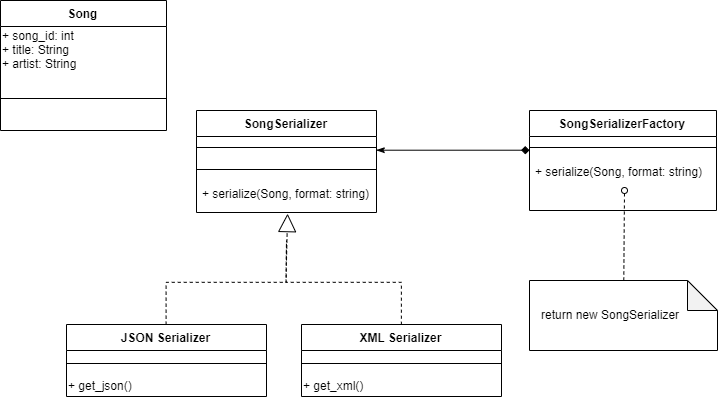 Song
+ song_id: int
+ title: String
+ artist: String
SongSerializer
+ serialize(Song, format: string)
SongSerializerFactory
+ serialize(Song, format: string)
return new SongSerializer
JSON Serializer
+ get_json()
XML Serializer
+ get_xml()